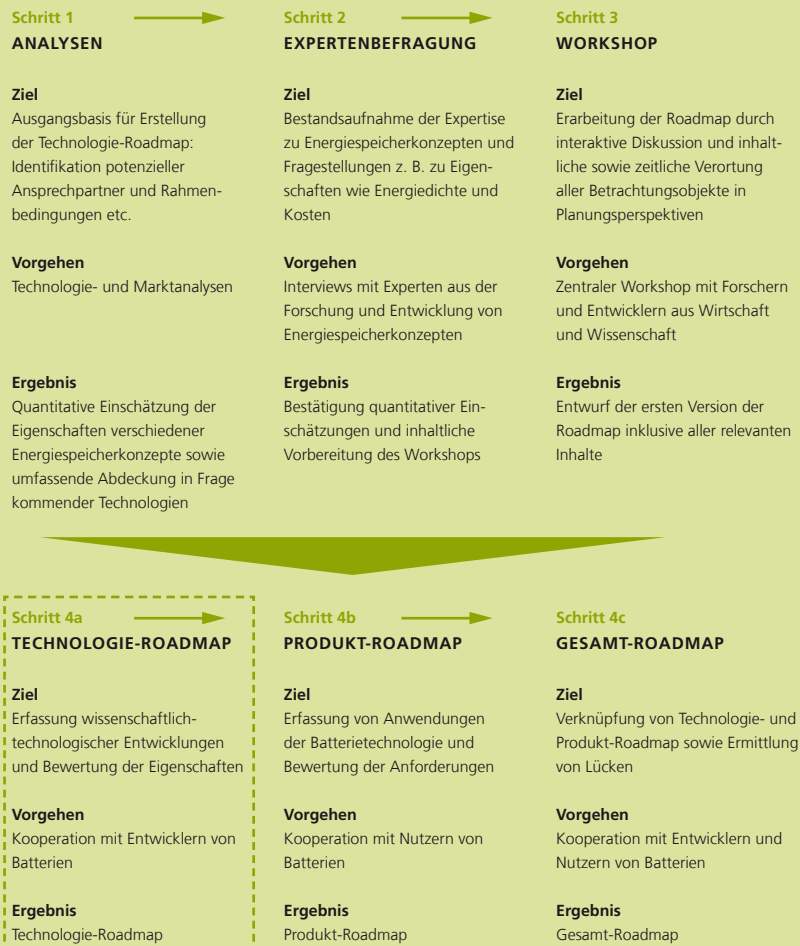 Schritt 1
ANALYSEN
Ziel
Ausgangsbasis für Erstellung
der Technologie-Roadmap:
Identifikation potenzieller
Ansprechpartner und Rahmen-
bedingungen etc.
Vorgehen
Technologie- und Marktanalysen
Ergebnis
Quantitative Einschätzung der
Eigenschaften verschiedener
Energiespeicherkonzepte sowie
umfassende Abdeckung in Frage
kommender Technologien
Schritt 2
EXPERTENBEFRAGUNG
Ziel
Bestandsaufnahme der Expertise
zu Energiespeicherkonzepten und
Fragestellungen z. B. zu Eigen-
schaften wie Energiedichte und
Kosten
Vorgehen
Interviews mit Experten aus der
Forschung und Entwicklung von
Energiespeicherkonzepten
Ergebnis
Bestätigung quantitativer Ein-
schätzungen und inhaltliche
Vorbereitung des Workshops
Schritt 3
WORKSHOP
Ziel
Erarbeitung der Roadmap durch
interaktive Diskussion und inhalt-
liche sowie zeitliche Verortung
aller Betrachtungsobjekte in
Planungsperspektiven
Vorgehen
Zentraler Workshop mit Forschern
und Entwicklern aus Wirtschaft
und Wissenschaft
Ergebnis
Entwurf der ersten Version der
Roadmap inklusive aller relevanten
Inhalte
Schritt 4a
TECHNOLOGIE-ROADMAP
Ziel
Erfassung wissenschaftlich-
technologischer Entwicklungen
und Bewertung der Eigenschaften
Vorgehen
Kooperation mit Entwicklern von
Batterien
Ergebnis
Technologie-Roadmap
Schritt 4b
PRODUKT-ROADMAP
Ziel
Erfassung von Anwendungen
der Batterietechnologie und
Bewertung der Anforderungen
Vorgehen
Kooperation mit Nutzern von
Batterien
Ergebnis
Produkt-Roadmap
Schritt 4c
GESAMT-ROADMAP
Ziel
Verknüpfung von Technologie- und
Produkt-Roadmap sowie Ermittlung
von Lücken
Vorgehen
Kooperation mit Entwicklern und
Nutzern von Batterien
Ergebnis
Gesamt-Roadmap